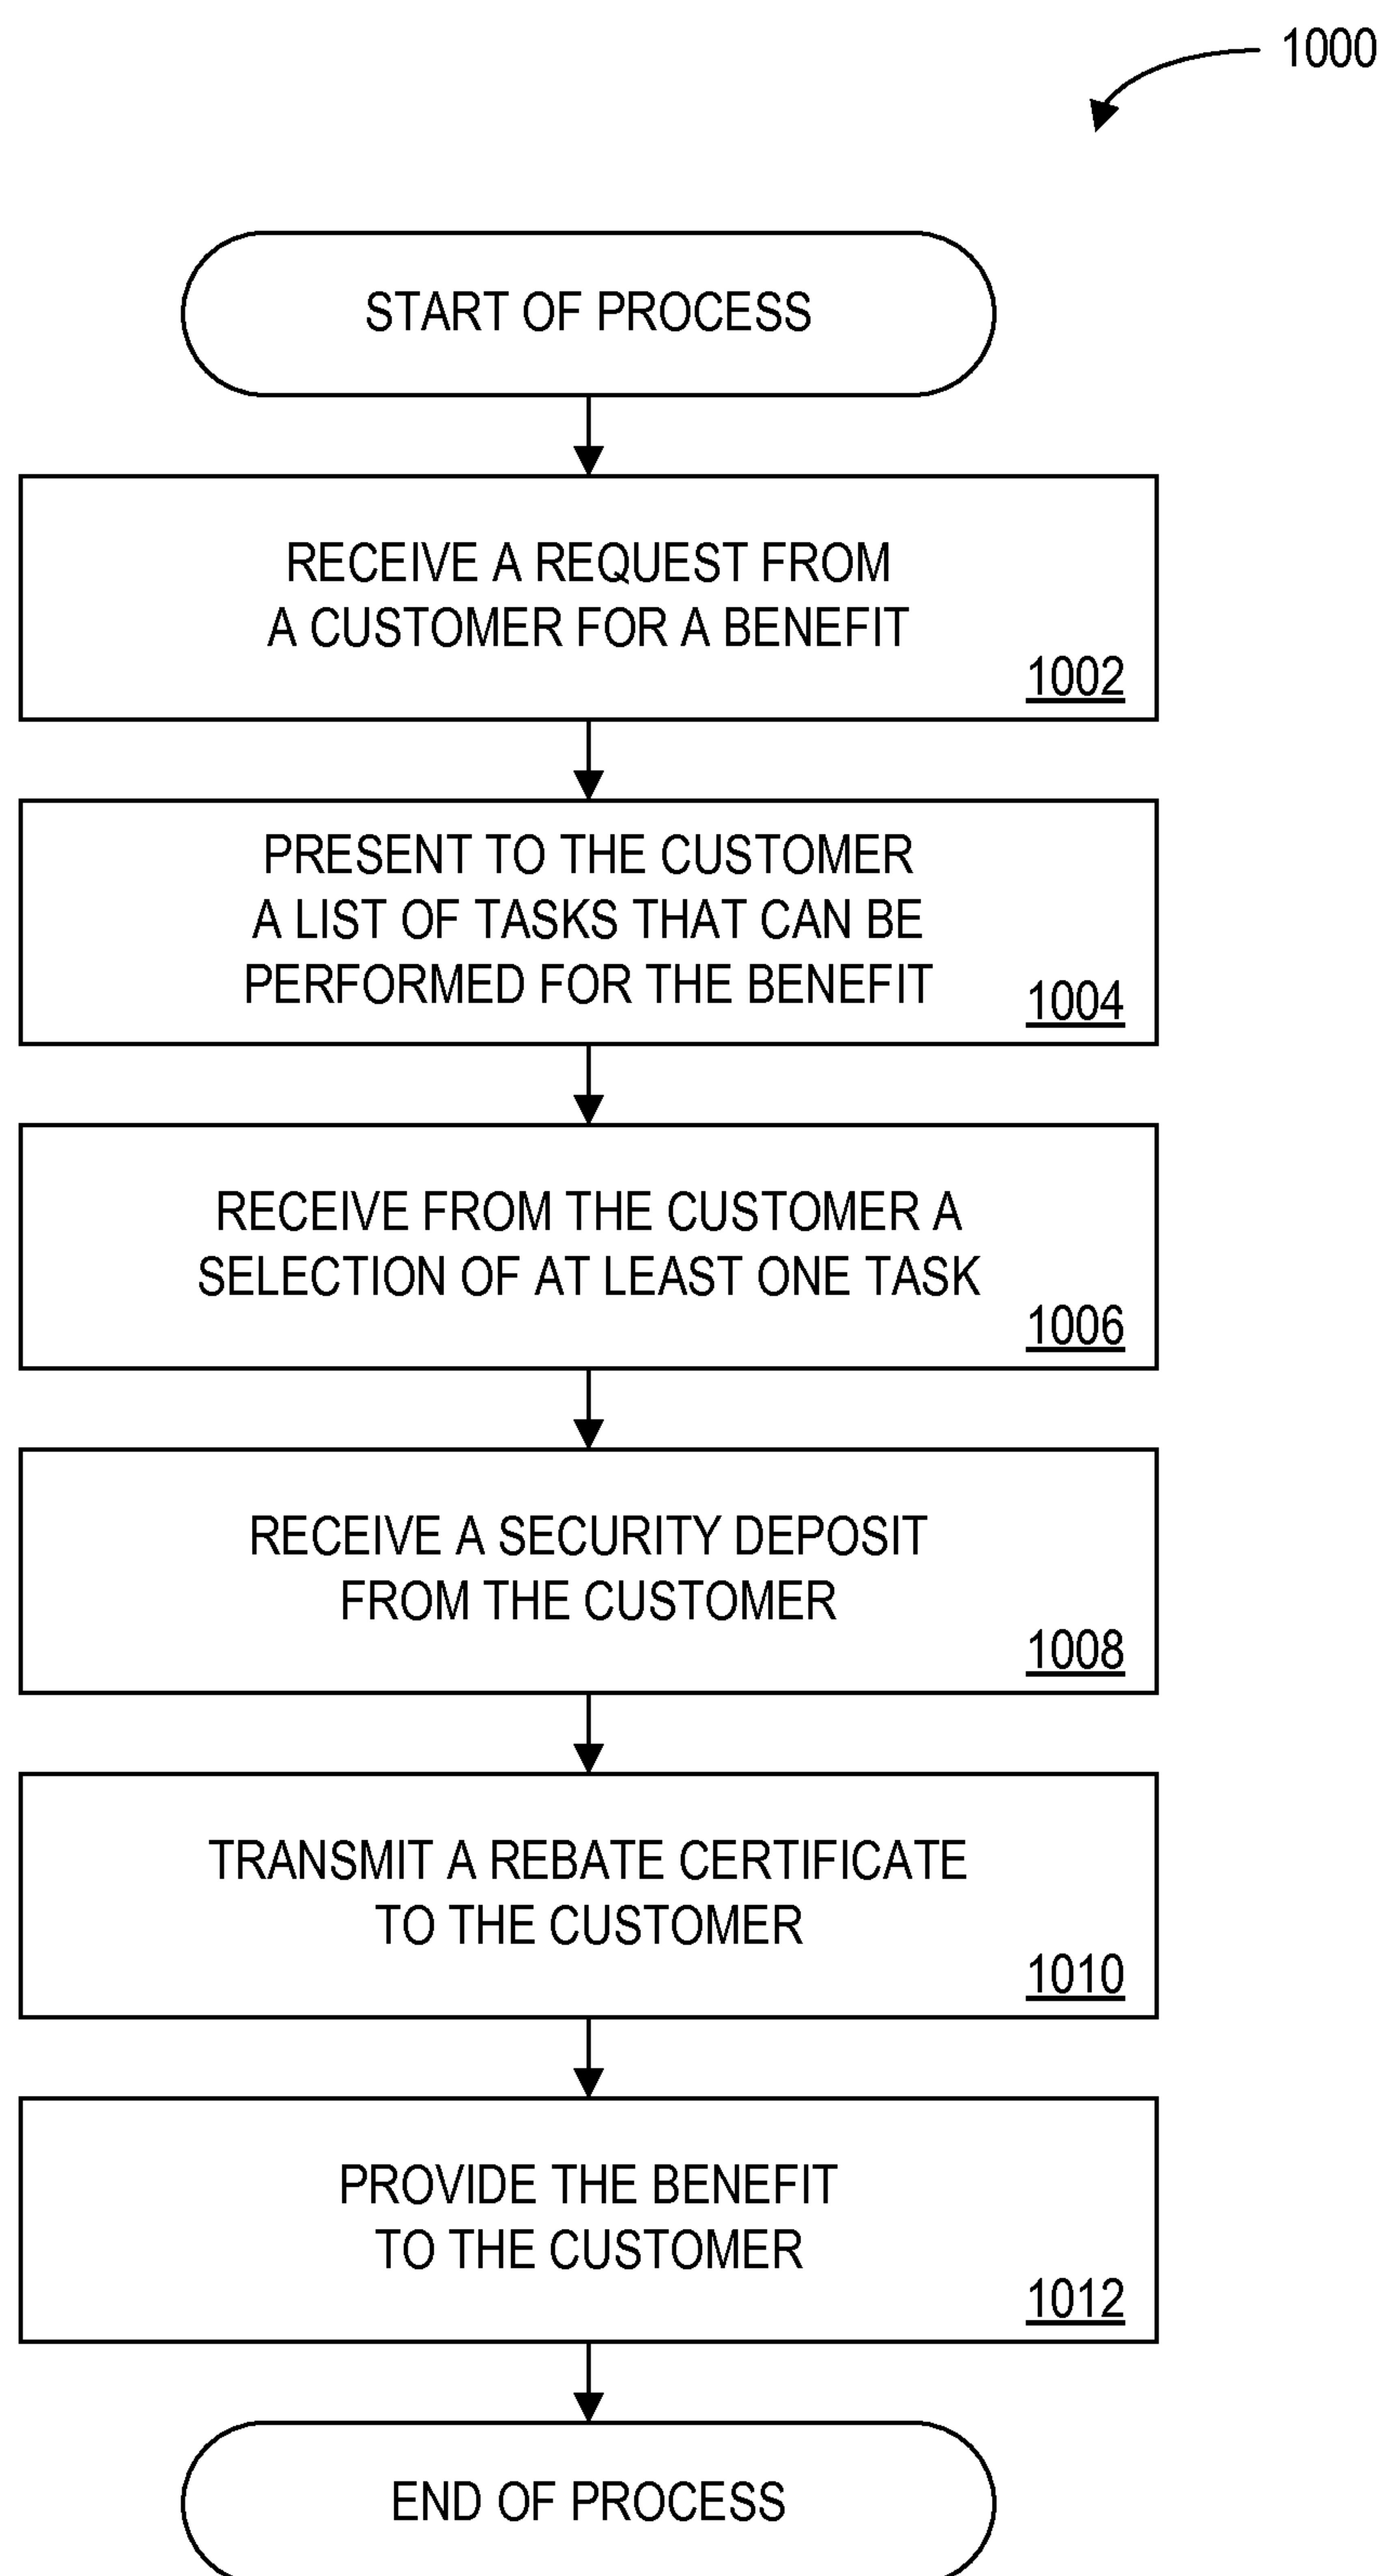 1000
START OF PROCESS
RECEIVE A REQUEST FROM
A CUSTOMER FOR A BENEFIT
1002
PRESENT TO THE CUSTOMER
A LIST OF TASKS THAT CAN BE
PERFORMED FOR THE BENEFIT
1004
RECEIVE FROM THE CUSTOMER A
SELECTION OF AT LEAST ONE TASK
1006
RECEIVE A SECURITY DEPOSIT
FROM THE CUSTOMER
1008
TRANSMIT A REBATE CERTIFICATE
TO THE CUSTOMER
1010
PROVIDE THE BENEFIT
TO THE CUSTOMER
1012
END OF PROCESS